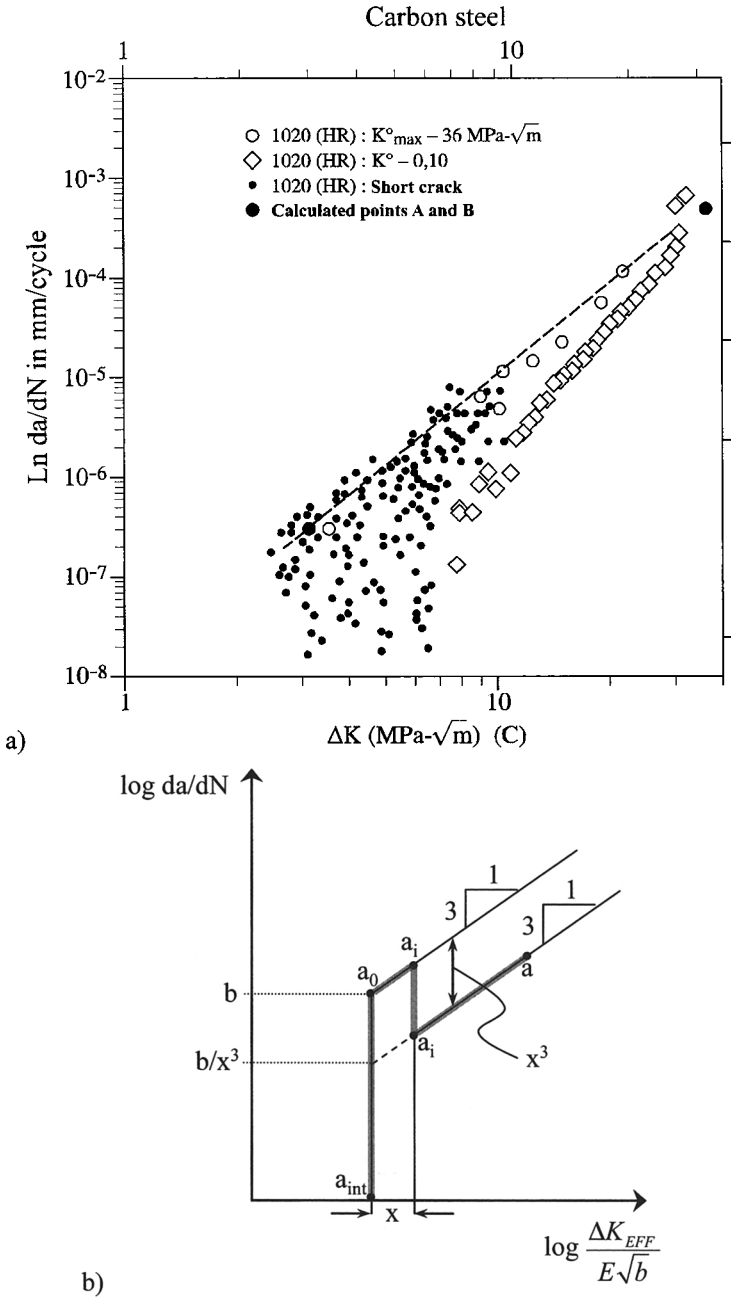 Carbon steel
1 10
10⁻²
1020 (HR) : K°max – 36 MPa-√m
1020 (HR) : K° – 0,10
1020 (HR) : Short crack
Calculated points A and B
10⁻³
10⁻⁴
10⁻⁵
10⁻⁶
10⁻⁷
10⁻⁸
Ln da/dN in mm/cycle
1 10
ΔK (MPa-√m) (C)
a)
log da/dN
1
3
1
3
aᵢ
a₀
a
b
aᵢ
b/x³
x³
aint
x
log ΔK_EFF / E√b
b)